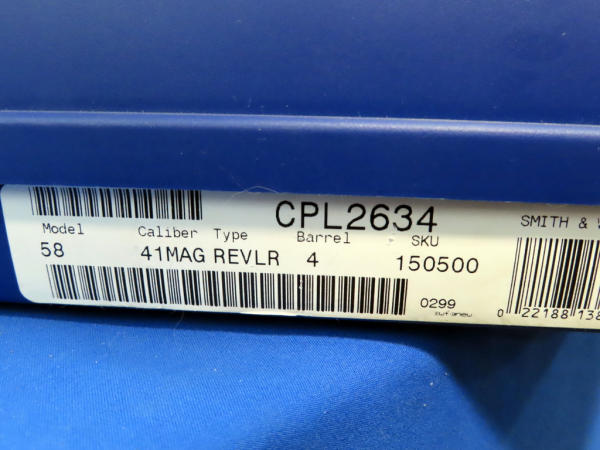 CPL2634
SMITH &
Model Caliber Type Barrel SKU
58 41MAG REVLR 4 150500
0299
0 22188 138